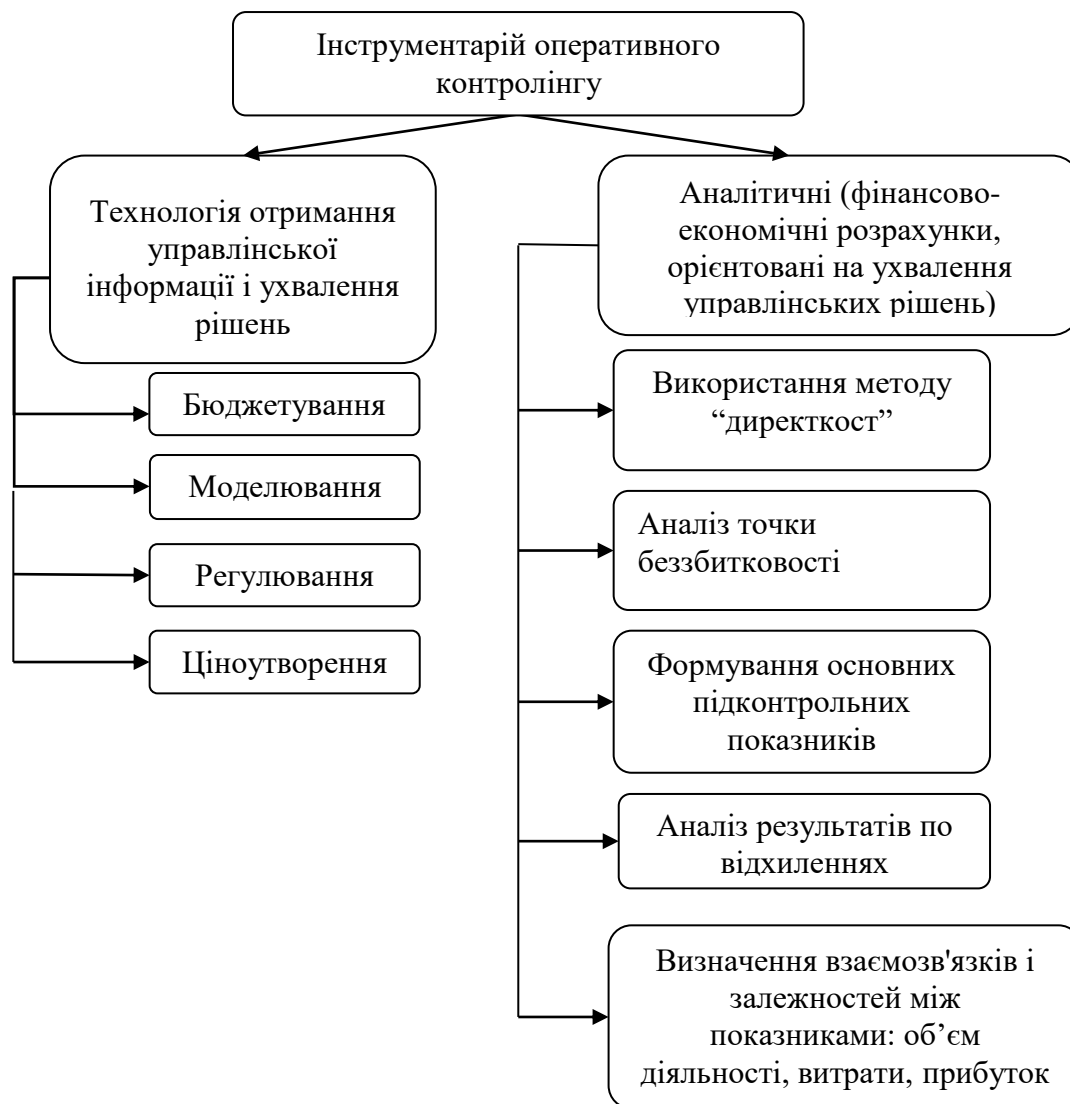 Інструментарій оперативного
контролінгу
Технологія отримання
управлінської
інформації і ухвалення
рішень
Бюджетування
Моделювання
Регулювання
Ціноутворення
Аналітичні (фінансово-
економічні розрахунки,
орієнтовані на ухвалення
управлінських рішень)
Використання методу
“директкост”
Аналіз точки
беззбитковості
Формування основних
підконтрольних
показників
Аналіз результатів по
відхиленнях
Визначення взаємозв'язків і
залежностей між
показниками: об’єм
діяльності, витрати, прибуток